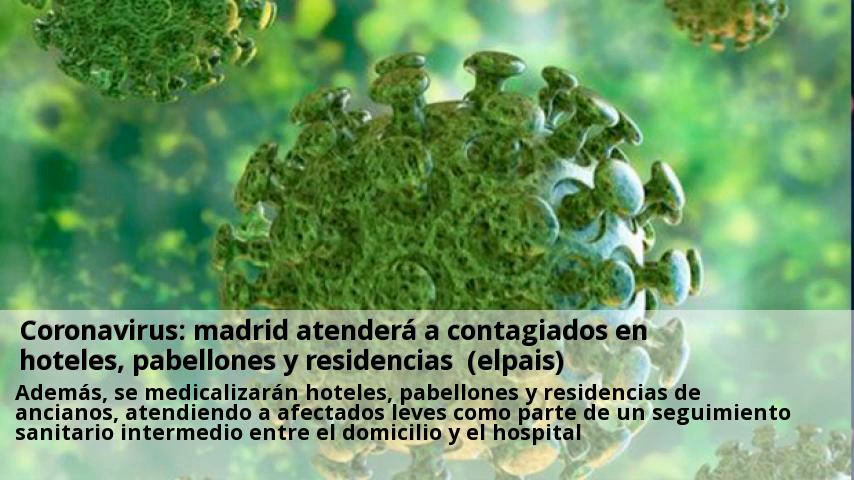 Coronavirus: madrid atenderá a contagiados en
hoteles, pabellones y residencias  (elpais)
Además, se medicalizarán hoteles, pabellones y residencias de
ancianos, atendiendo a afectados leves como parte de un seguimiento
sanitario intermedio entre el domicilio y el hospital